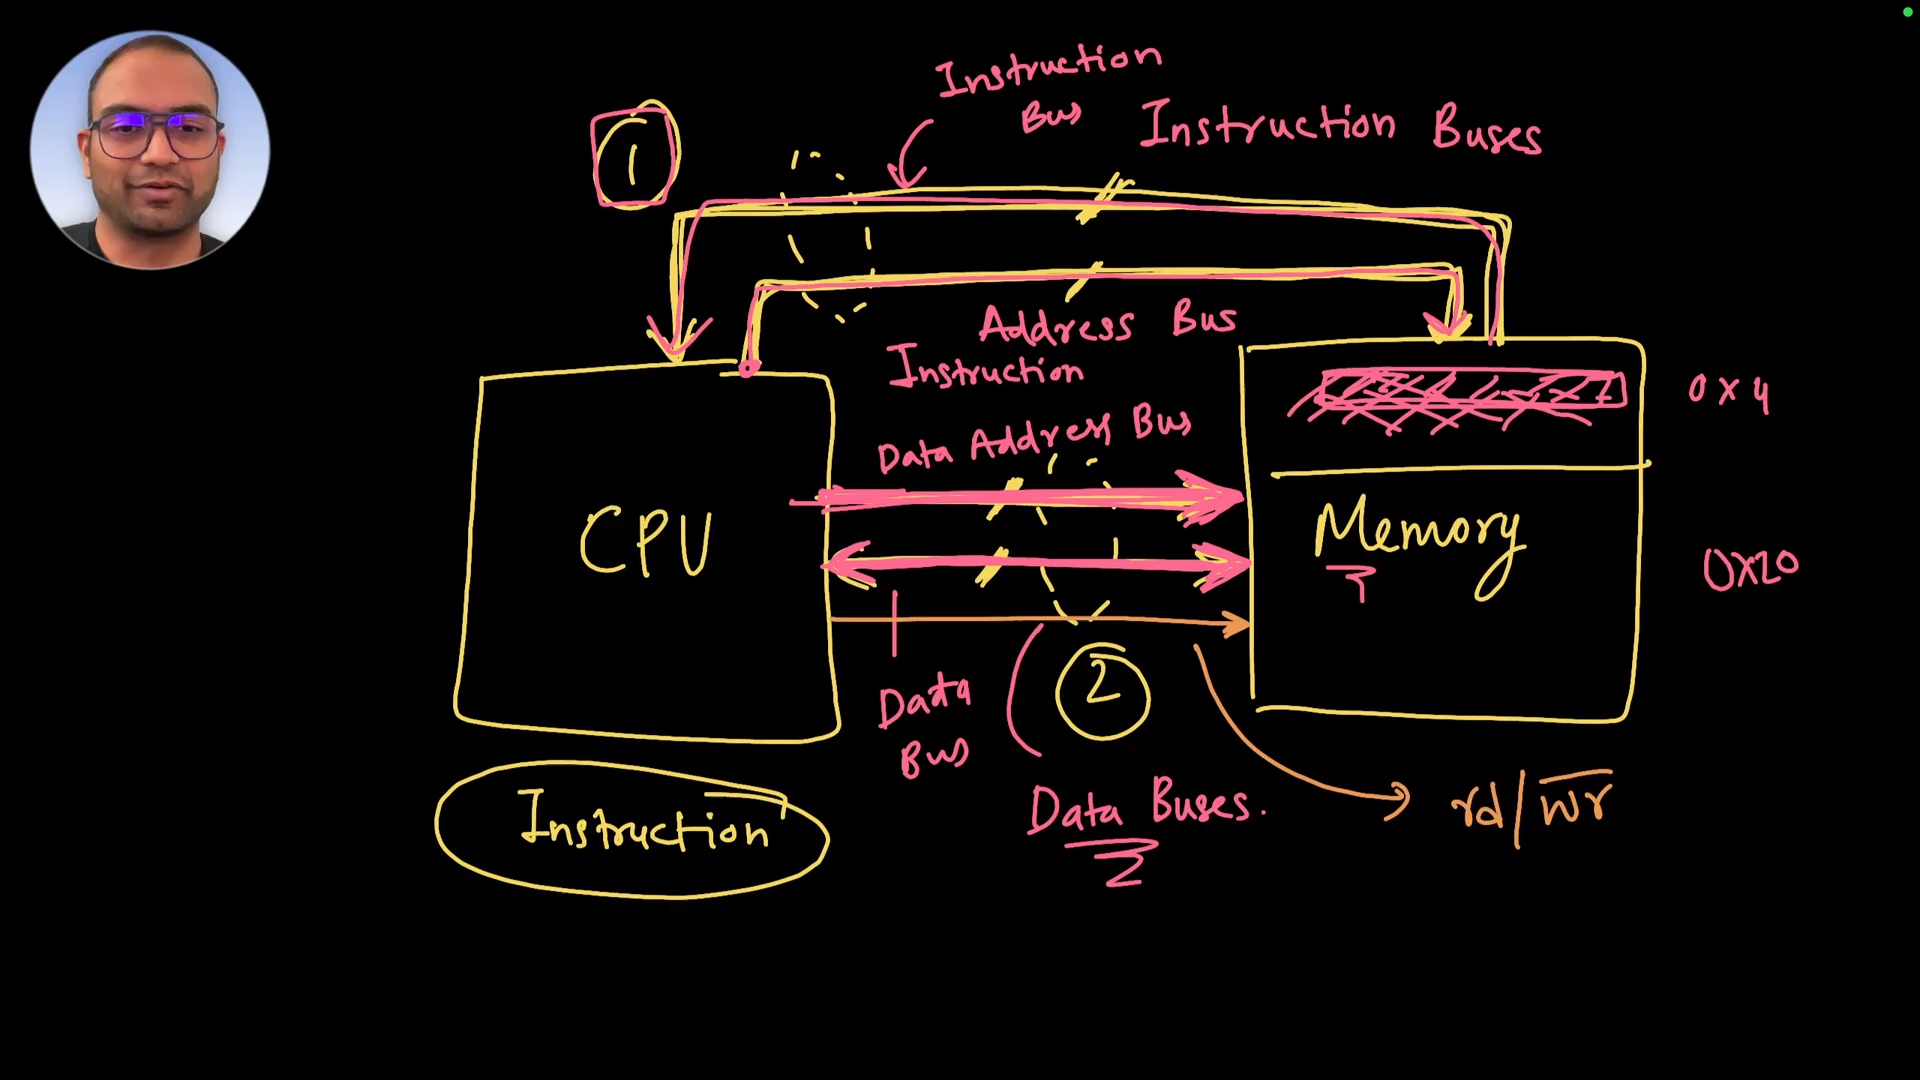 Instruction
Bus
Instruction Buses
1
Address Bus
Instruction
Data Address Bus
0x4
CPU
Memory
0x20
2
Data
Bus
Data Buses.
rd/w̅r̅
Instruction